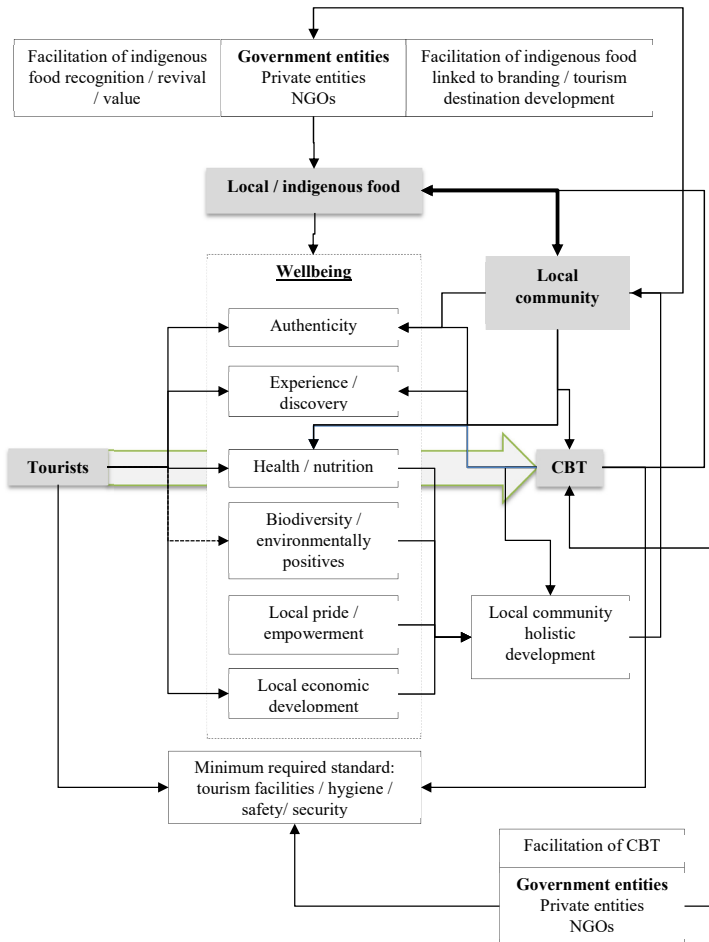 Facilitation of indigenous
food recognition / revival
/ value
Government entities
Private entities
NGOs
Facilitation of indigenous food
linked to branding / tourism
destination development
Local / indigenous food
Wellbeing
Local
community
Authenticity
Experience /
discovery
Tourists
Health / nutrition
CBT
Biodiversity /
environmentally
positives
Local pride /
empowerment
Local community
holistic
development
Local economic
development
Minimum required standard:
tourism facilities / hygiene /
safety/ security
Facilitation of CBT
Government entities
Private entities
NGOs